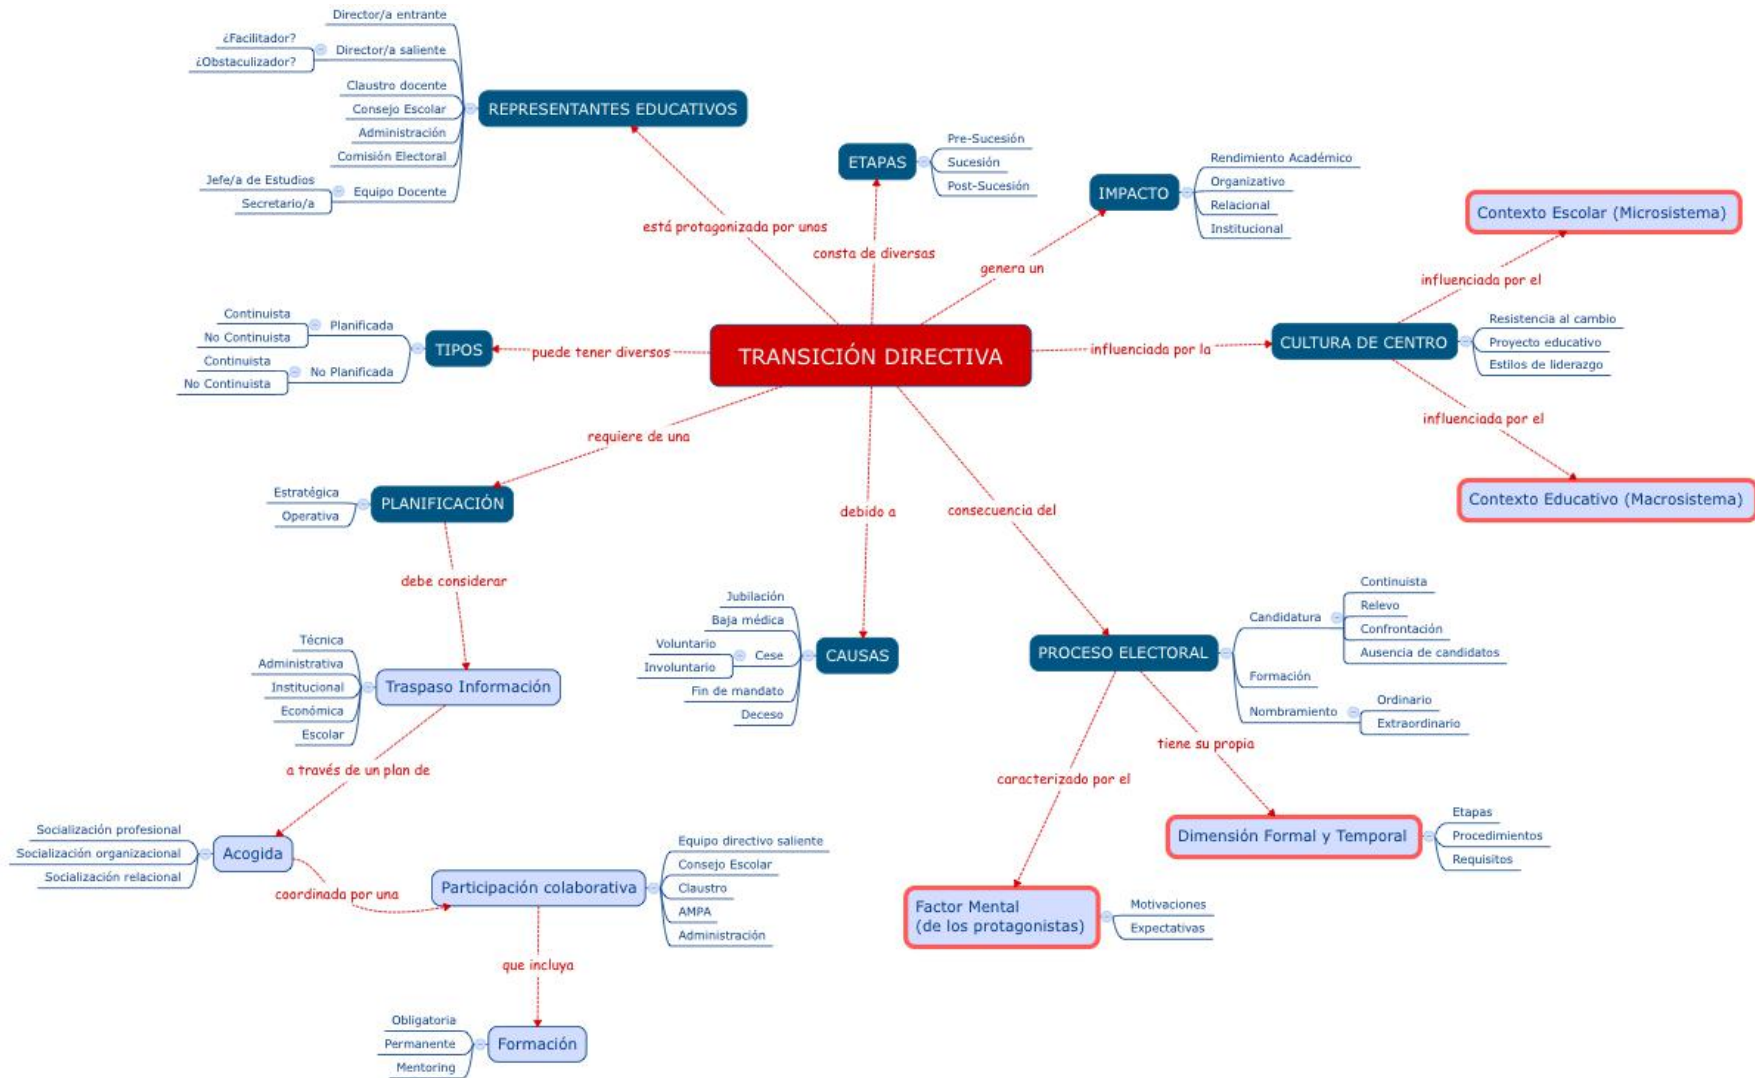 Director/a entrante
¿Facilitador?
Director/a saliente
¿Obstaculizador?
Claustro docente
Consejo Escolar
Administración
Comisión Electoral
Jefe/a de Estudios
Equipo Docente
Secretario/a
REPRESENTANTES EDUCATIVOS
está protagonizada por unos
ETAPAS
Pre-Sucesión
Sucesión
Post-Sucesión
consta de diversas
IMPACTO
Rendimiento Académico
Organizativo
Relacional
Institucional
genera un
Contexto Escolar (Microsistema)
influenciada por el
CULTURA DE CENTRO
Resistencia al cambio
Proyecto educativo
Estilos de liderazgo
influenciada por la
influenciada por el
Contexto Educativo (Macrosistema)
TRANSICIÓN DIRECTIVA
puede tener diversos
TIPOS
Continuista
Planificada
No Continuista
Continuista
No Planificada
No Continuista
requiere de una
PLANIFICACIÓN
Estratégica
Operativa
debe considerar
Traspaso Información
Técnica
Administrativa
Institucional
Económica
Escolar
a través de un plan de
Acogida
Socialización profesional
Socialización organizacional
Socialización relacional
coordinada por una
Participación colaborativa
Equipo directivo saliente
Consejo Escolar
Claustro
AMPA
Administración
que incluya
Formación
Obligatoria
Permanente
Mentoring
debido a
CAUSAS
Jubilación
Baja médica
Voluntario
Cese
Involuntario
Fin de mandato
Deceso
consecuencia del
PROCESO ELECTORAL
Candidatura
Continuista
Relevo
Confrontación
Ausencia de candidatos
Formación
Nombramiento
Ordinario
Extraordinario
tiene su propia
Dimensión Formal y Temporal
Etapas
Procedimientos
Requisitos
caracterizado por el
Factor Mental
(de los protagonistas)
Motivaciones
Expectativas